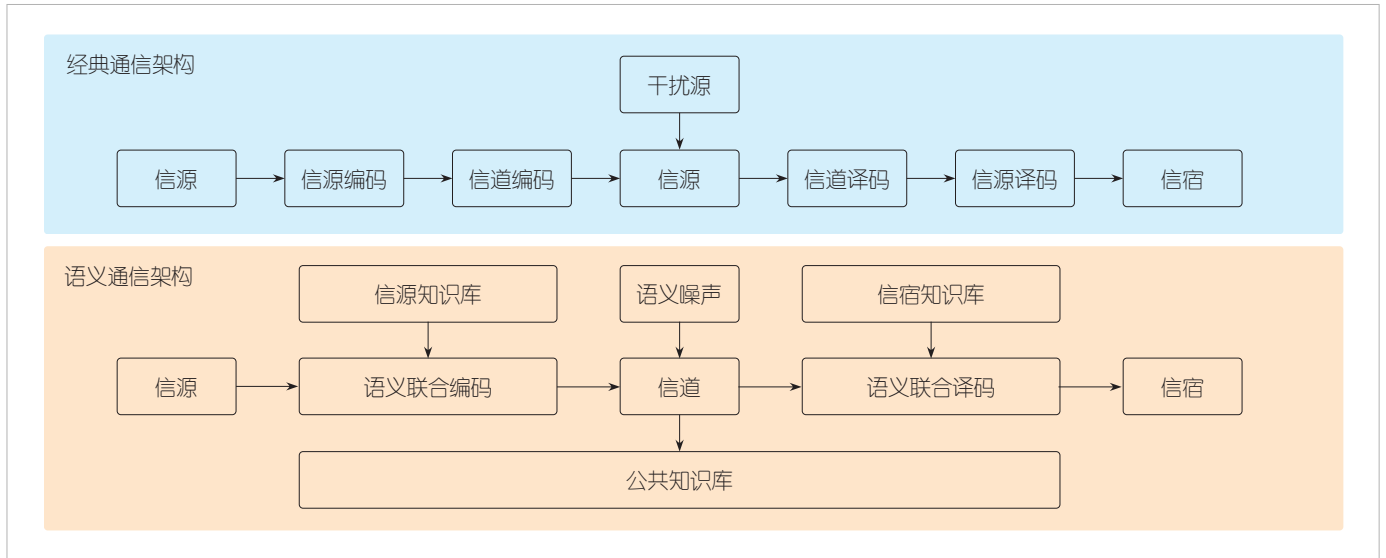 经典通信架构
干扰源
信源 信源编码 信道编码 信源 信道译码 信源译码 信宿
语义通信架构
信源知识库 语义噪声 信宿知识库
信源 语义联合编码 信道 语义联合译码 信宿
公共知识库